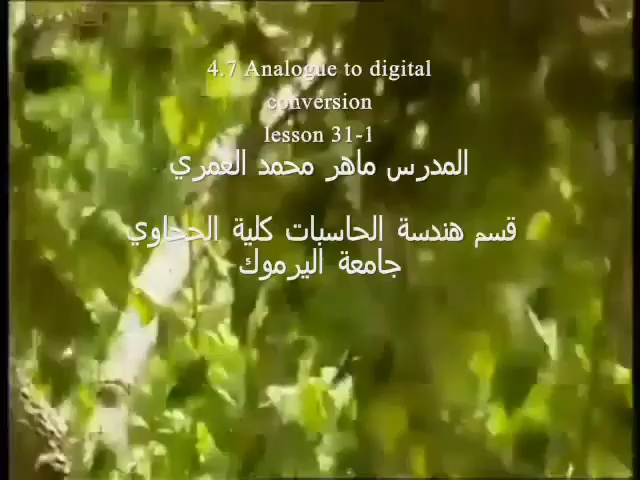 4.7 Analogue to digital
conversion
lesson 31-1
المدرس ماهر محمد العمري
قسم هندسة الحاسبات كلية الحجاوي
جامعة اليرموك